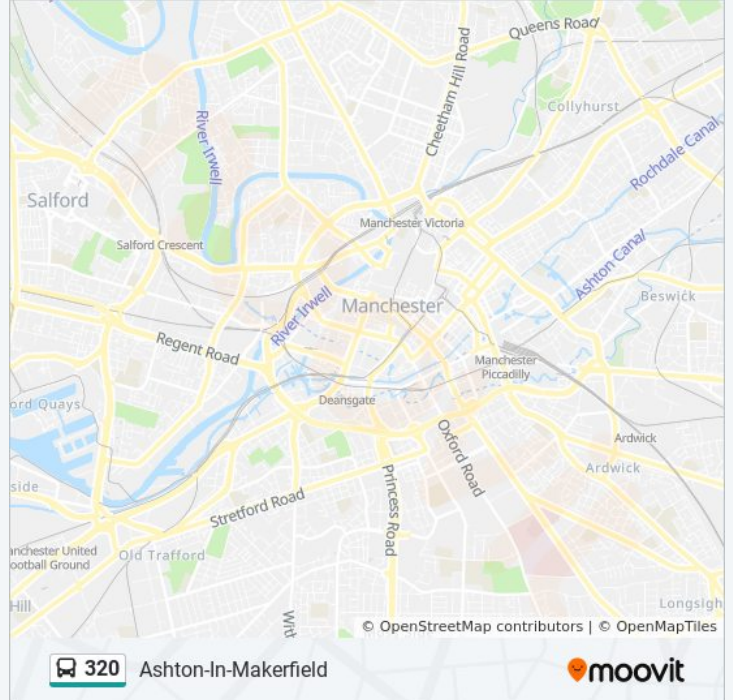 Queens Road
Cheetham Hill Road
Collyhurst
River Irwell
Rochdale Canal
Salford
Manchester Victoria
Salford Crescent
Ashton Canal
Beswick
River Irwell
Manchester
Regent Road
Manchester
Piccadilly
ord Quays
Deansgate
Oxford Road
Ardwick
Ardwick
side
Princess Road
Stretford Road
anchester United
ootball Ground
Old Trafford
Hill
Longsigh
Witl
© OpenStreetMap contributors | © OpenMapTiles
320 Ashton-In-Makerfield
moovit